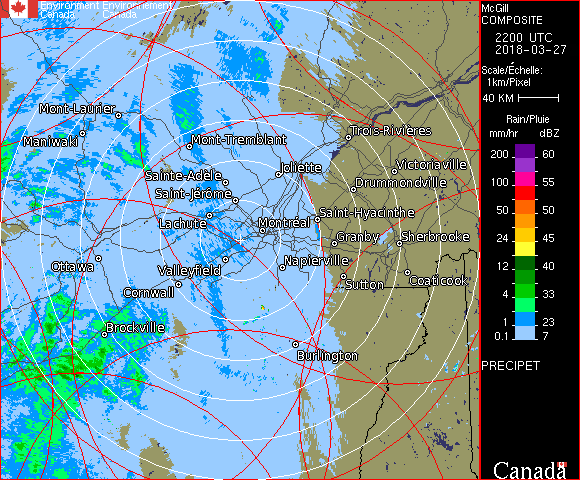 Environment Environnement
Canada Canada
McGill
COMPOSITE
2200 UTC
2018-03-27
Scale/Échelle:
1km/Pixel
40 KM
Rain/Pluie
mm/hr dBZ
200 60
100 55
50 50
24 45
12 40
4 33
1 23
0.1 7
PRECIPET
Canada
Mont-Laurier
Maniwaki
Mont-Tremblant
Trois-Rivières
Joliette
Victoriaville
Sainte-Adèle
Drummondville
Saint-Jérôme
Saint-Hyacinthe
Lachute
Montréal
Granby
Sherbrooke
Ottawa
Valleyfield
Napierville
Cornwall
Sutton
Coaticook
Brockville
Burlington